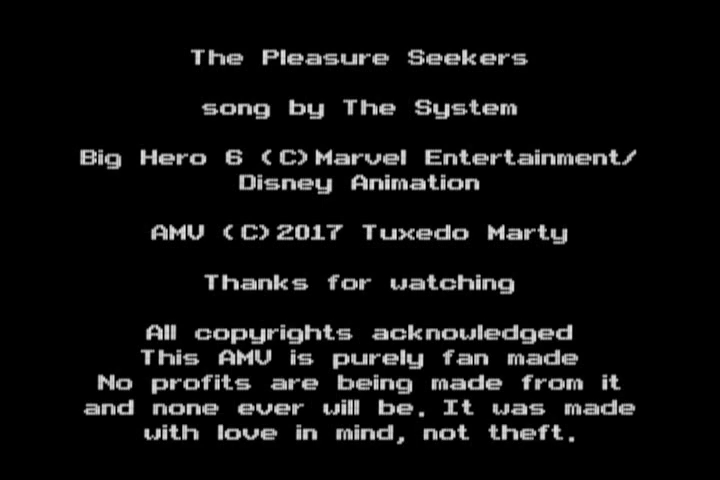 The Pleasure Seekers
song by The System
Big Hero 6 (C)Marvel Entertainment/
Disney Animation
AMV (C)2017 Tuxedo Marty
Thanks for watching
All copyrights acknowledged
This AMV is purely fan made
No profits are being made from it
and none ever will be. It was made
with love in mind, not theft.